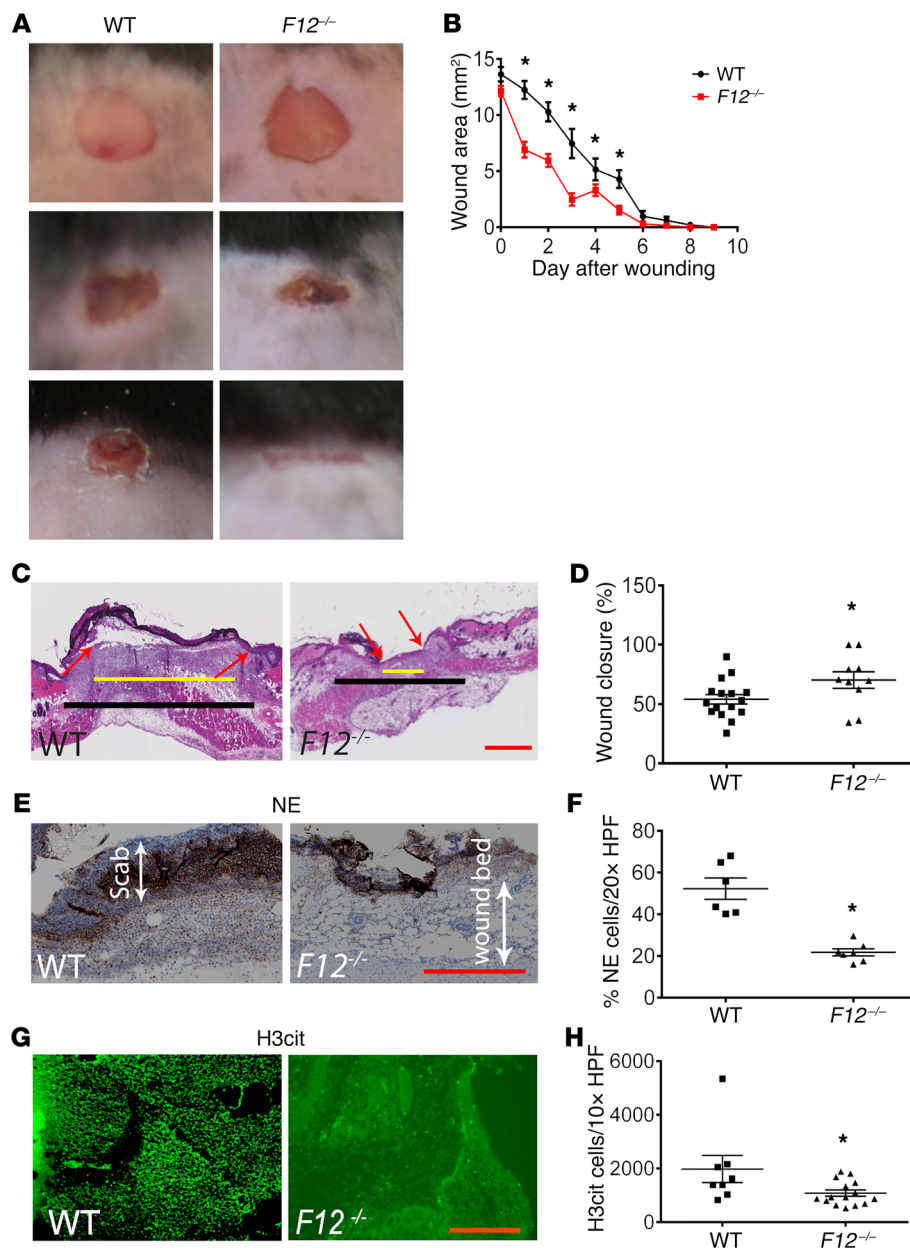 A
WT
F12–/–
B
Wound area (mm2)
15
10
5
0
0
2
4
6
8
10
Day after wounding
*
*
*
*
*
WT
F12–/–
C
WT
F12-/-
D
Wound closure (%)
150
100
50
0
*
WT
F12–/–
E
NE
Scab
WT
wound bed
F12-/-
F
% NE cells/20× HPF
80
60
40
20
0
*
WT
F12–/–
G
H3cit
WT
F12 -/-
H
H3cit cells/10× HPF
6000
4000
2000
0
*
WT
F12–/–